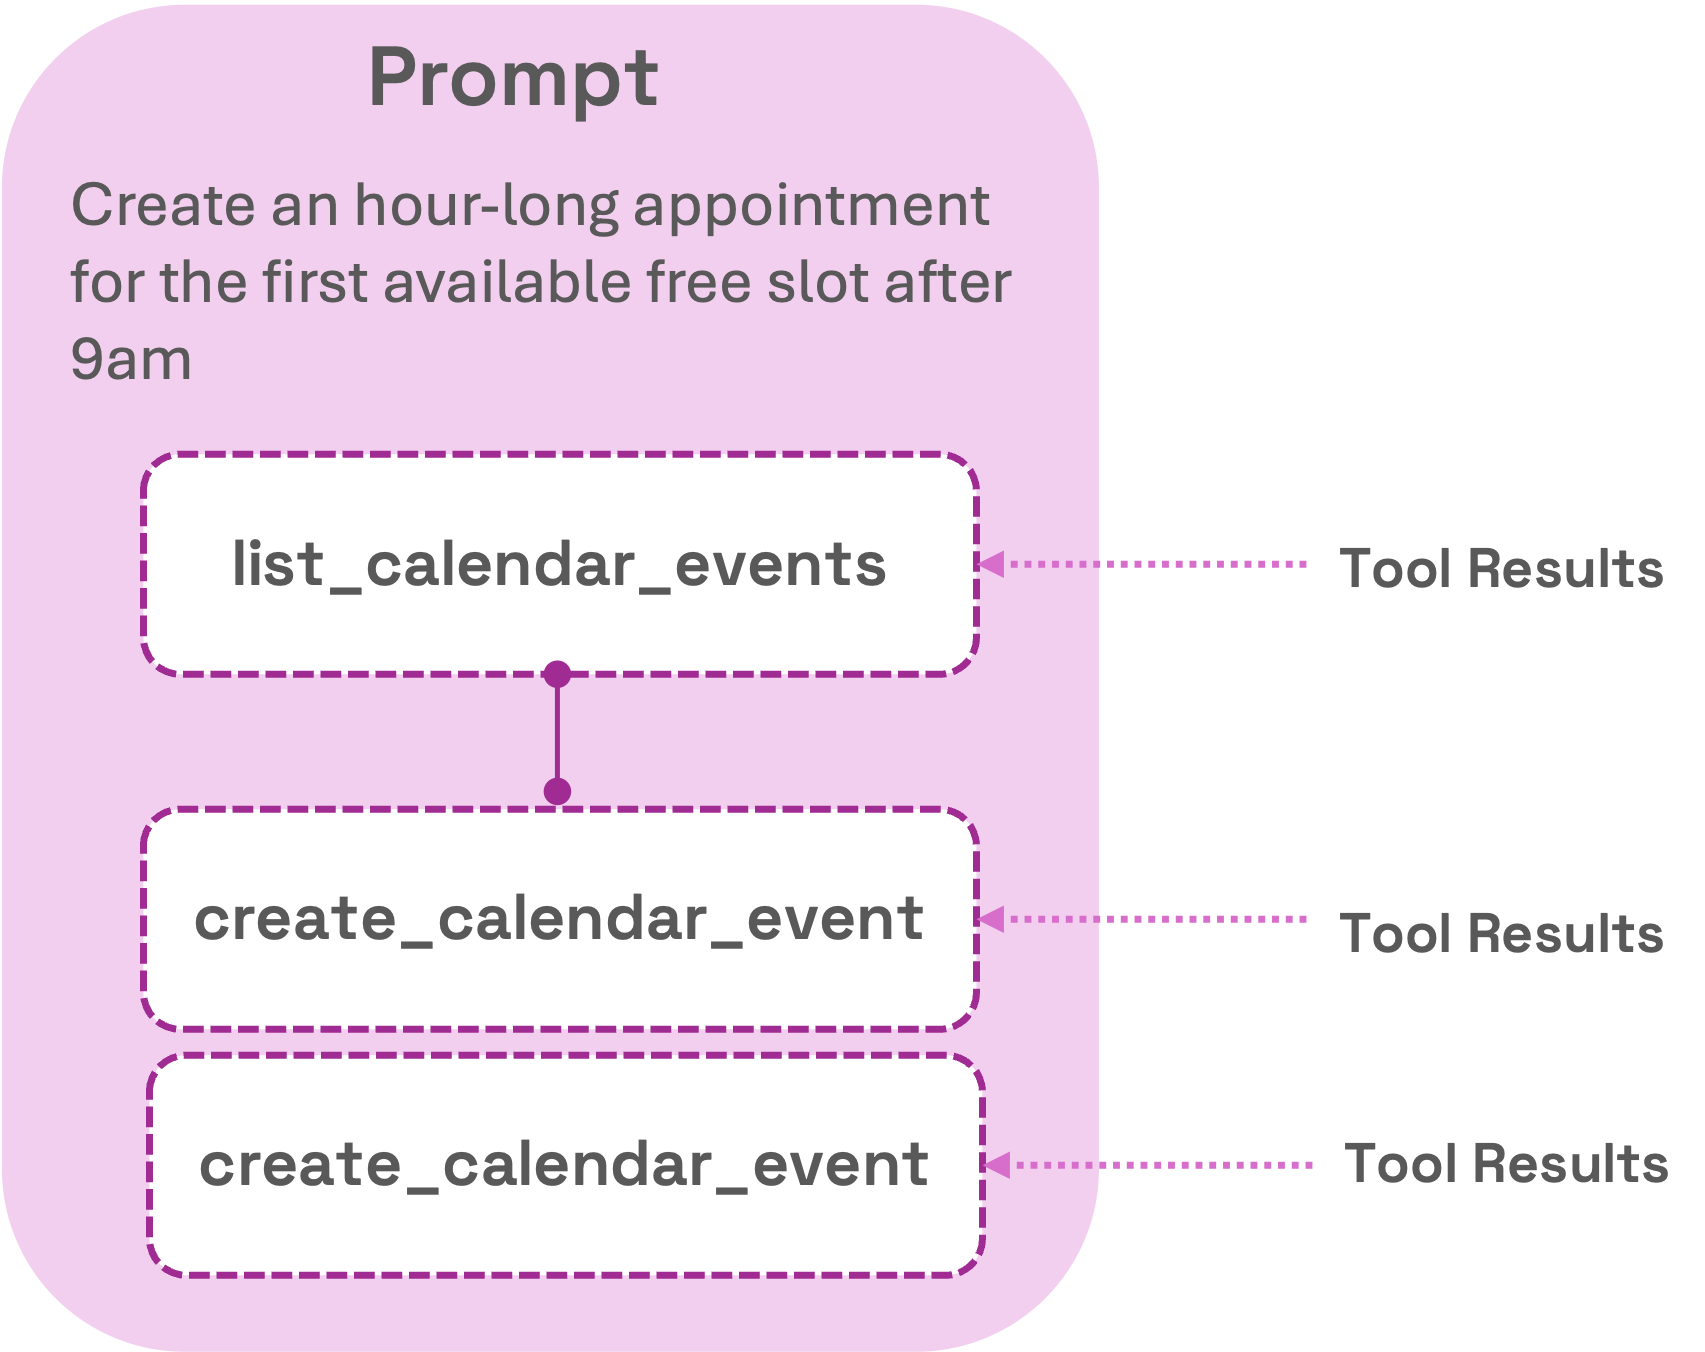 Prompt
Create an hour-long appointment
for the first available free slot after
9am
list_calendar_events
Tool Results
create_calendar_event
Tool Results
create_calendar_event
Tool Results